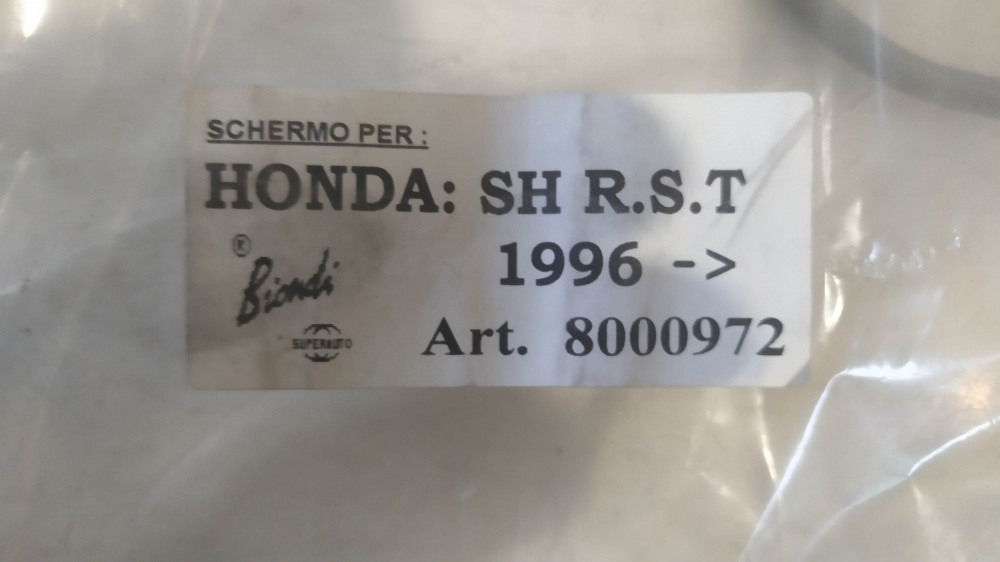 SCHERMO PER :
HONDA: SH R.S.T
1996 ->
® Biondi
SUPERAUTO
Art. 8000972